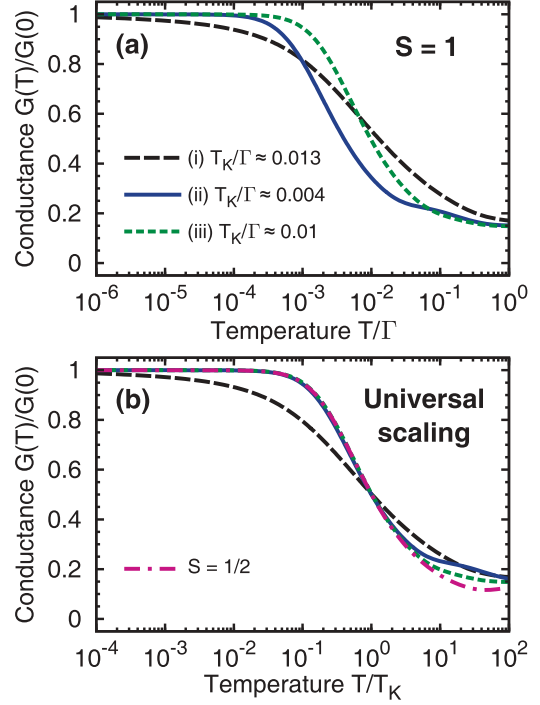 (a)
S = 1
Conductance G(T)/G(0)
1
0.8
0.6
0.4
0.2
0
(i) T_K/Γ ≈ 0.013
(ii) T_K/Γ ≈ 0.004
(iii) T_K/Γ ≈ 0.01
10^-6 10^-5 10^-4 10^-3 10^-2 10^-1 10^0
Temperature T/Γ
(b)
Universal
scaling
Conductance G(T)/G(0)
1
0.8
0.6
0.4
0.2
0
S = 1/2
10^-4 10^-3 10^-2 10^-1 10^0 10^1 10^2
Temperature T/T_K